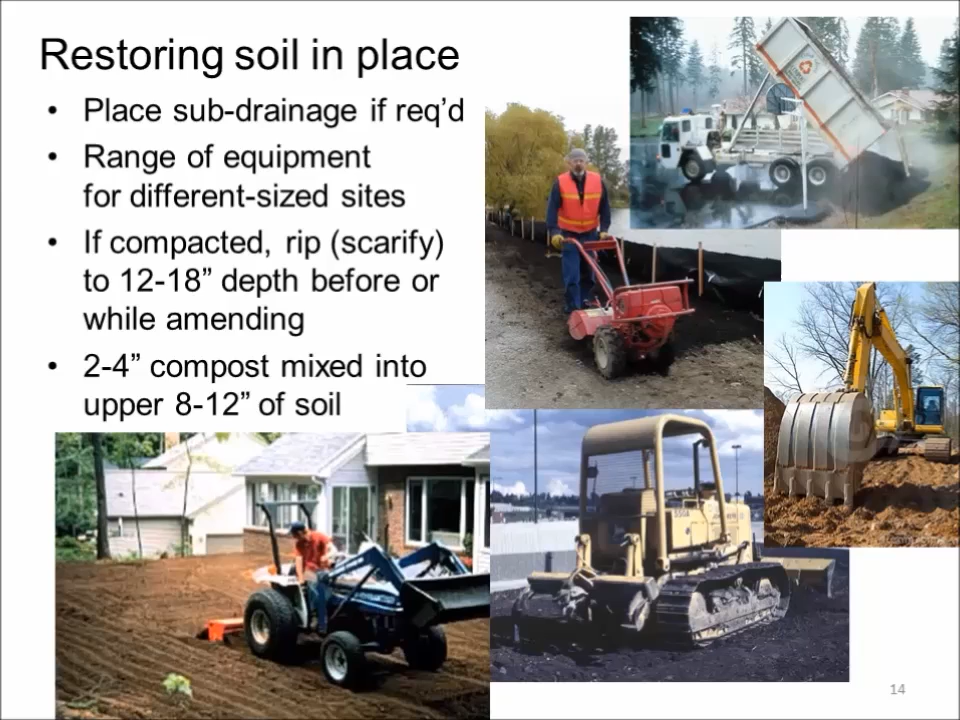 Restoring soil in place
• Place sub-drainage if req’d
• Range of equipment
for different-sized sites
• If compacted, rip (scarify)
to 12-18” depth before or
while amending
• 2-4” compost mixed into
upper 8-12” of soil
14